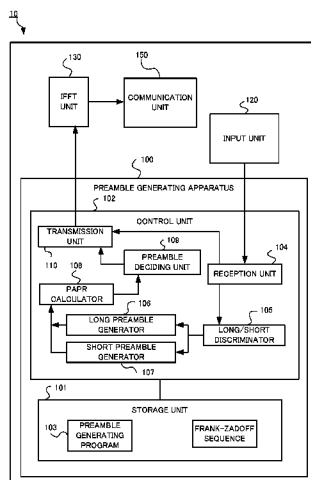 10
130
IFFT
UNIT
150
COMMUNICATION
UNIT
120
INPUT UNIT
100
PREAMBLE GENERATING APPARATUS
102
CONTROL UNIT
TRANSMISSION
UNIT
110
109
PREAMBLE
DECIDING UNIT
104
RECEPTION UNIT
108
PAPR
CALCULATOR
106
LONG PREAMBLE
GENERATOR
105
LONG/SHORT
DISCRIMINATOR
SHORT PREAMBLE
GENERATOR
107
101
STORAGE UNIT
103
PREAMBLE
GENERATING
PROGRAM
FRANK-ZADOFF
SEQUENCE